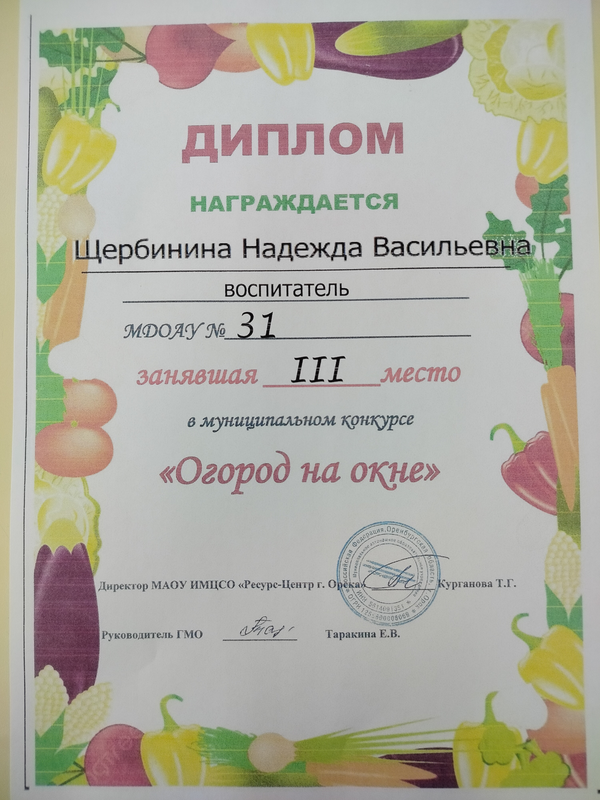 ДИПЛОМ
НАГРАЖДАЕТСЯ
Щербинина Надежда Васильевна
воспитатель
МДОАУ № 31
занявшая III место
в муниципальном конкурсе
«Огород на окне»
Директор МАОУ ИМЦСО «Ресурс-Центр г. Орска» Курганова Т.Г.
Руководитель ГМО Таракина Е.В.